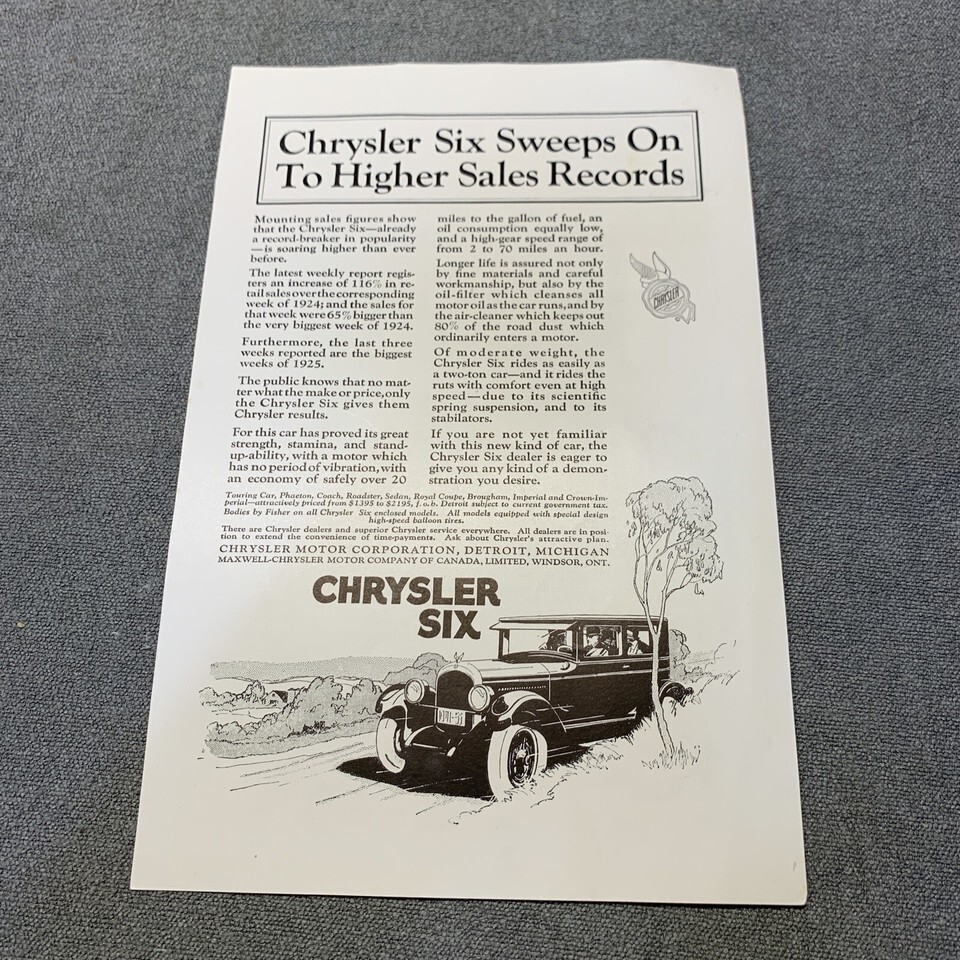 Chrysler Six Sweeps On
To Higher Sales Records
Mounting sales figures show
that the Chrysler Six—already
a record-breaker in popularity
—is soaring higher than ever
before.
The latest weekly report regis-
ters an increase of 116% in re-
tail sales over the corresponding
week of 1924; and the sales for
that week were 65% bigger than
the very biggest week of 1924.
Furthermore, the last three
weeks reported are the biggest
weeks of 1925.
The public knows that no mat-
ter what the make or price, only
the Chrysler Six gives them
Chrysler results.
For this car has proved its great
strength, stamina, and stand-
up-ability, with a motor which
has no period of vibration, with
an economy of safely over 20
miles to the gallon of fuel, an
oil consumption equally low,
and a high-gear speed range of
from 2 to 70 miles an hour.
Longer life is assured not only
by fine materials and careful
workmanship, but also by the
oil-filter which cleanses all
motor oil as the car runs, and by
the air-cleaner which keeps out
80% of the road dust which
ordinarily enters a motor.
Of moderate weight, the
Chrysler Six rides as easily as
a two-ton car—and it rides the
ruts with comfort even at high
speed—due to its scientific
spring suspension, and to its
stabilators.
If you are not yet familiar
with this new kind of car, the
Chrysler Six dealer is eager to
give you any kind of a demon-
stration you desire.
CHRYSLER
Touring Car, Phaeton, Coach, Roadster, Sedan, Royal Coupe, Brougham, Imperial and Crown-Im-
perial—attractively priced from $1395 to $2195, f. o. b. Detroit subject to current government tax.
Bodies by Fisher on all Chrysler Six enclosed models. All models equipped with special design
high-speed balloon tires.
There are Chrysler dealers and superior Chrysler service everywhere. All dealers are in posi-
tion to extend the convenience of time-payments. Ask about Chrysler's attractive plan.
CHRYSLER MOTOR CORPORATION, DETROIT, MICHIGAN
MAXWELL-CHRYSLER MOTOR COMPANY OF CANADA, LIMITED, WINDSOR, ONT.
CHRYSLER
SIX